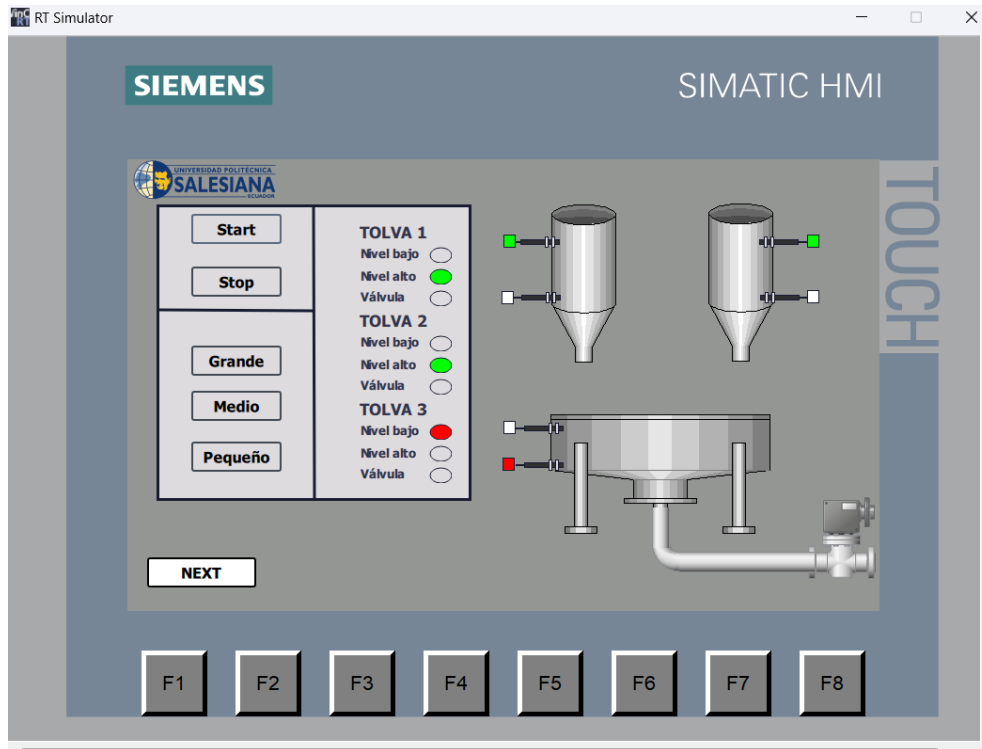 RT Simulator
SIEMENS
SIMATIC HMI
TOUCH
UNIVERSIDAD POLITÉCNICA
SALESIANA
ECUADOR
Start
Stop
Grande
Medio
Pequeño
TOLVA 1
Nivel bajo
Nivel alto
Válvula
TOLVA 2
Nivel bajo
Nivel alto
Válvula
TOLVA 3
Nivel bajo
Nivel alto
Válvula
NEXT
F1
F2
F3
F4
F5
F6
F7
F8